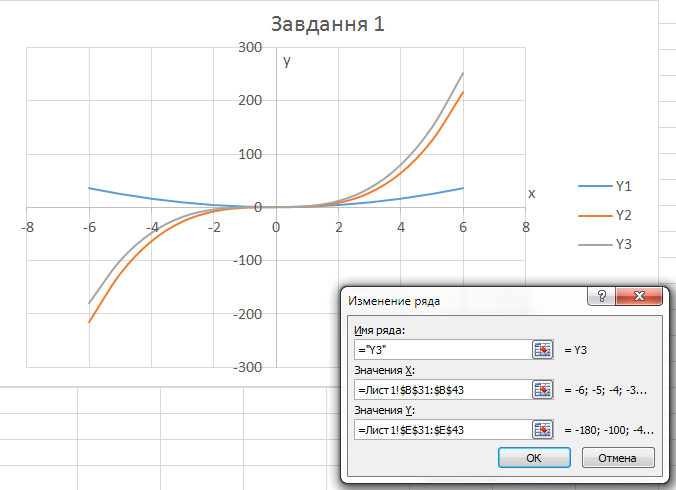 Завдання 1
300
y
200
100
x
0
-8 -6 -4 -2 0 2 4 6 8
-100
-200
-300
Y1
Y2
Y3
Изменение ряда
?
Имя ряда:
="Y3" = Y3
Значения X:
=Лист1!$B$31:$B$43 = -6; -5; -4; -3...
Значения Y:
=Лист1!$E$31:$E$43 = -180; -100; -4...
ОК Отмена